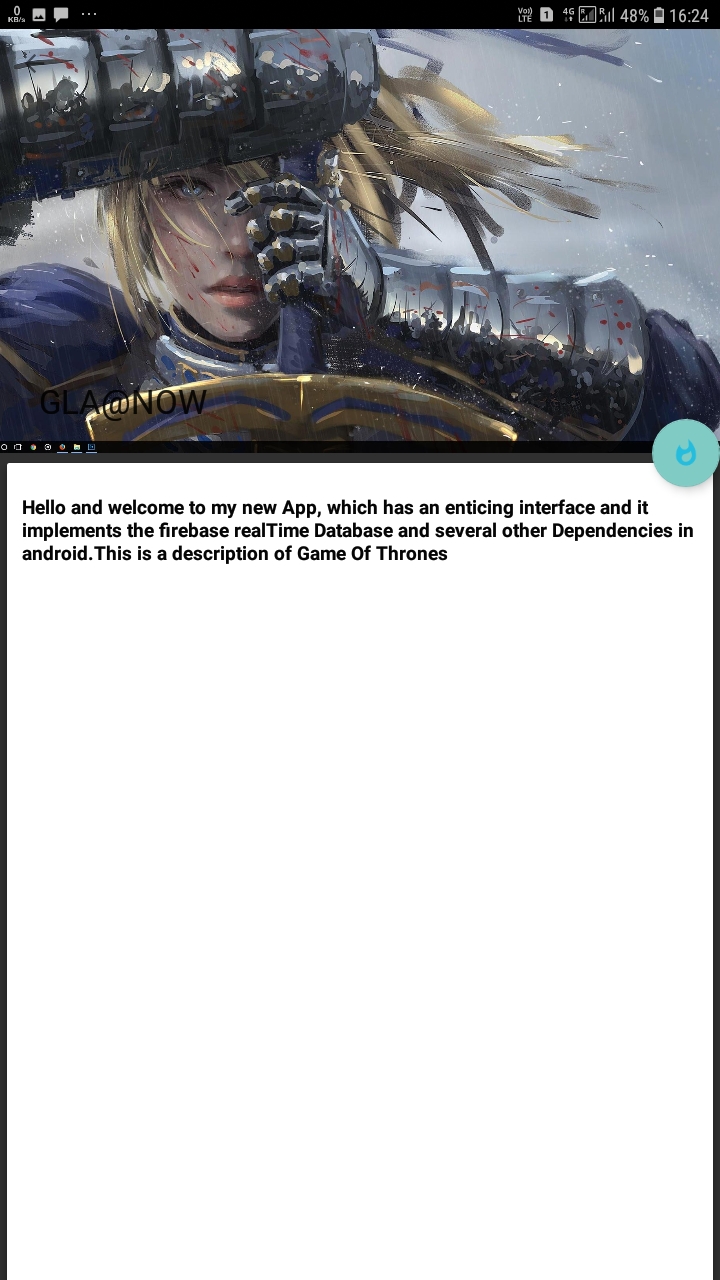 0
KB/s
...
Vo))
LTE
1
4G
R
R
48%
16:24
GLA@NOW
Hello and welcome to my new App, which has an enticing interface and it
implements the firebase realTime Database and several other Dependencies in
android.This is a description of Game Of Thrones